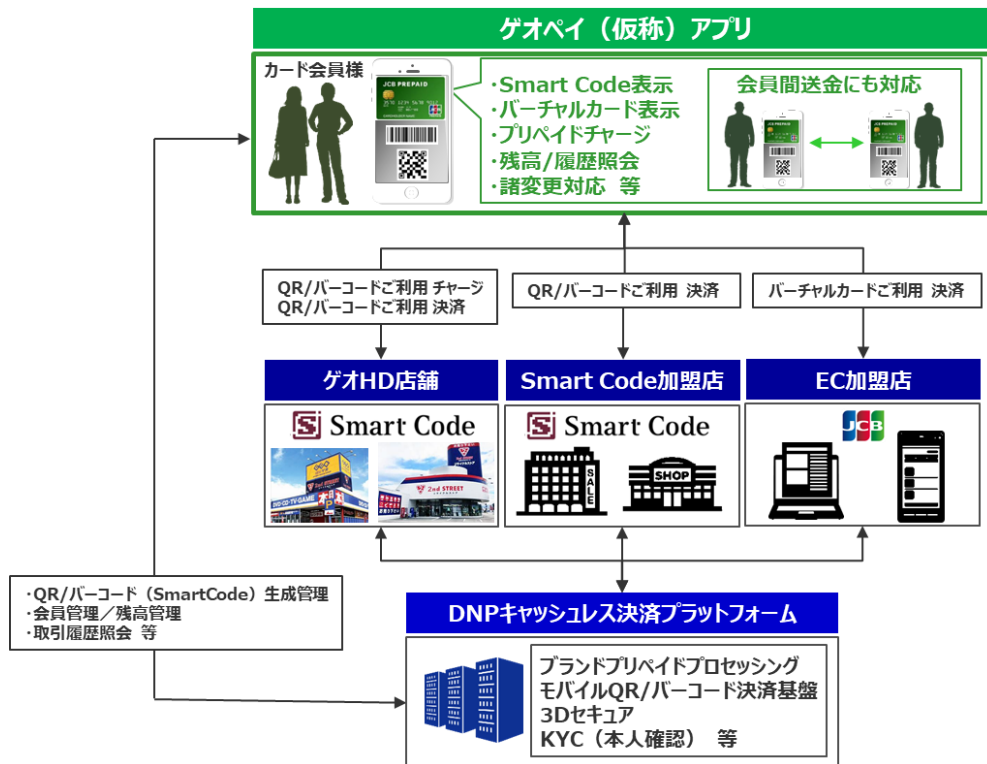 ゲオペイ（仮称）アプリ
カード会員様
JCB PREPAID
・Smart Code表示
・バーチャルカード表示
・プリペイドチャージ
・残高/履歴照会
・諸変更対応 等
会員間送金にも対応
QR/バーコードご利用 チャージ
QR/バーコードご利用 決済
QR/バーコードご利用 決済
バーチャルカードご利用 決済
ゲオHD店舗
Smart Code加盟店
EC加盟店
Smart Code
Smart Code
JCB
2nd STREET
SALE
SHOP
・QR/バーコード（SmartCode）生成管理
・会員管理／残高管理
・取引履歴照会 等
DNPキャッシュレス決済プラットフォーム
ブランドプリペイドプロセッシング
モバイルQR/バーコード決済基盤
3Dセキュア
KYC（本人確認） 等